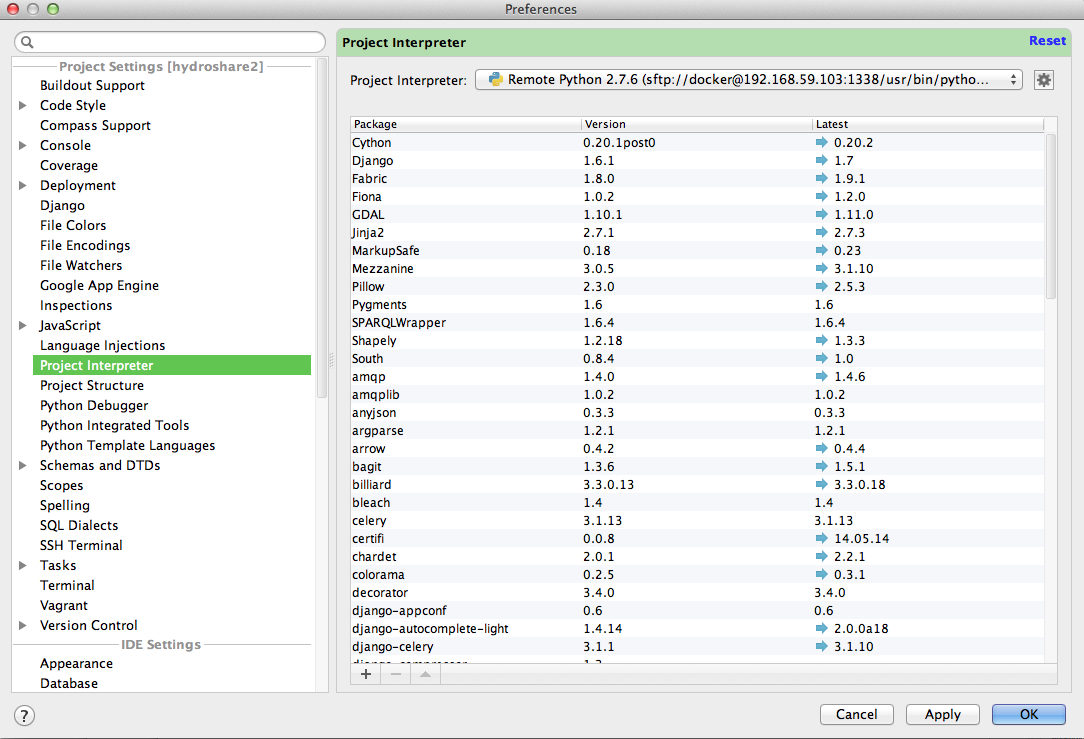 Preferences
Project Settings [hydroshare2]
Buildout Support
Code Style
Compass Support
Console
Coverage
Deployment
Django
File Colors
File Encodings
File Watchers
Google App Engine
Inspections
JavaScript
Language Injections
Project Interpreter
Project Structure
Python Debugger
Python Integrated Tools
Python Template Languages
Schemas and DTDs
Scopes
Spelling
SQL Dialects
SSH Terminal
Tasks
Terminal
Vagrant
Version Control
IDE Settings
Appearance
Database
Project Interpreter Reset
Project Interpreter: Remote Python 2.7.6 (sftp://docker@192.168.59.103:1338/usr/bin/pytho...
Package Version Latest
Cython 0.20.1post0 0.20.2
Django 1.6.1 1.7
Fabric 1.8.0 1.9.1
Fiona 1.0.2 1.2.0
GDAL 1.10.1 1.11.0
Jinja2 2.7.1 2.7.3
MarkupSafe 0.18 0.23
Mezzanine 3.0.5 3.1.10
Pillow 2.3.0 2.5.3
Pygments 1.6 1.6
SPARQLWrapper 1.6.4 1.6.4
Shapely 1.2.18 1.3.3
South 0.8.4 1.0
amqp 1.4.0 1.4.6
amqplib 1.0.2 1.0.2
anyjson 0.3.3 0.3.3
argparse 1.2.1 1.2.1
arrow 0.4.2 0.4.4
bagit 1.3.6 1.5.1
billiard 3.3.0.13 3.3.0.18
bleach 1.4 1.4
celery 3.1.13 3.1.13
certifi 0.0.8 14.05.14
chardet 2.0.1 2.2.1
colorama 0.2.5 0.3.1
decorator 3.4.0 3.4.0
django-appconf 0.6 0.6
django-autocomplete-light 1.4.14 2.0.0a18
django-celery 3.1.1 3.1.10
? Cancel Apply OK